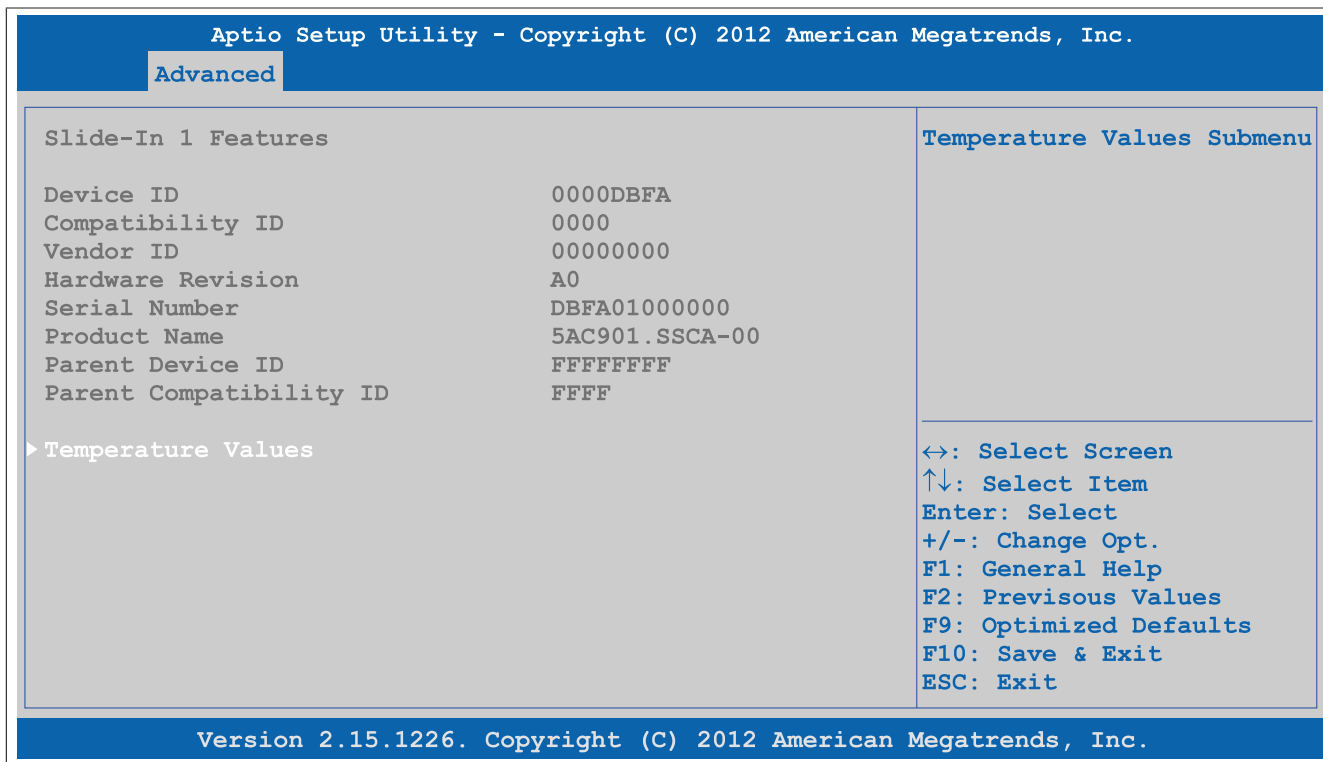 Aptio Setup Utility - Copyright (C) 2012 American Megatrends, Inc.
Advanced
Slide-In 1 Features
Device ID 0000DBFA
Compatibility ID 0000
Vendor ID 00000000
Hardware Revision A0
Serial Number DBFA01000000
Product Name 5AC901.SSCA-00
Parent Device ID FFFFFFFF
Parent Compatibility ID FFFF
Temperature Values
Temperature Values Submenu
↔: Select Screen
↑↓: Select Item
Enter: Select
+/-: Change Opt.
F1: General Help
F2: Previsous Values
F9: Optimized Defaults
F10: Save & Exit
ESC: Exit
Version 2.15.1226. Copyright (C) 2012 American Megatrends, Inc.